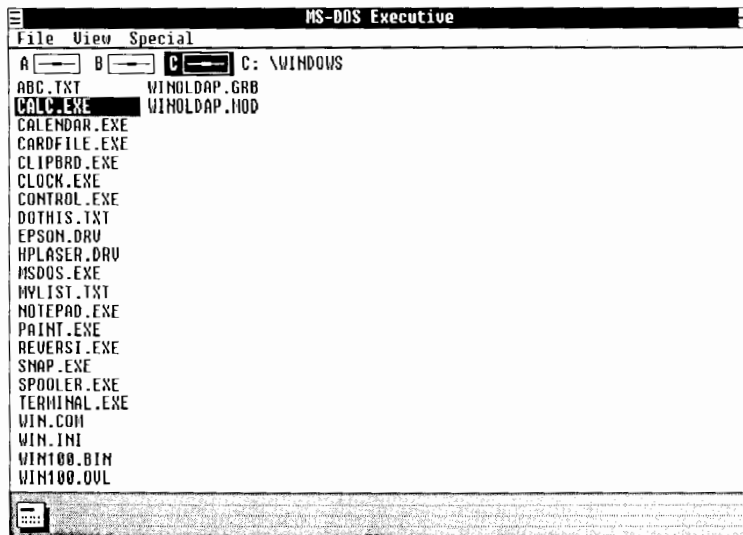 MS-DOS Executive
File View Special
A B C C: \WINDOWS
ABC.TXT WINOLDAP.GRB
CALC.EXE WINOLDAP.MOD
CALENDAR.EXE
CARDFILE.EXE
CLIPBRD.EXE
CLOCK.EXE
CONTROL.EXE
DOTHIS.TXT
EPSON.DRV
HPLASER.DRV
MSDOS.EXE
MYLIST.TXT
NOTEPAD.EXE
PAINT.EXE
REVERSI.EXE
SNAP.EXE
SPOOLER.EXE
TERMINAL.EXE
WIN.COM
WIN.INI
WIN100.BIN
WIN100.OVL